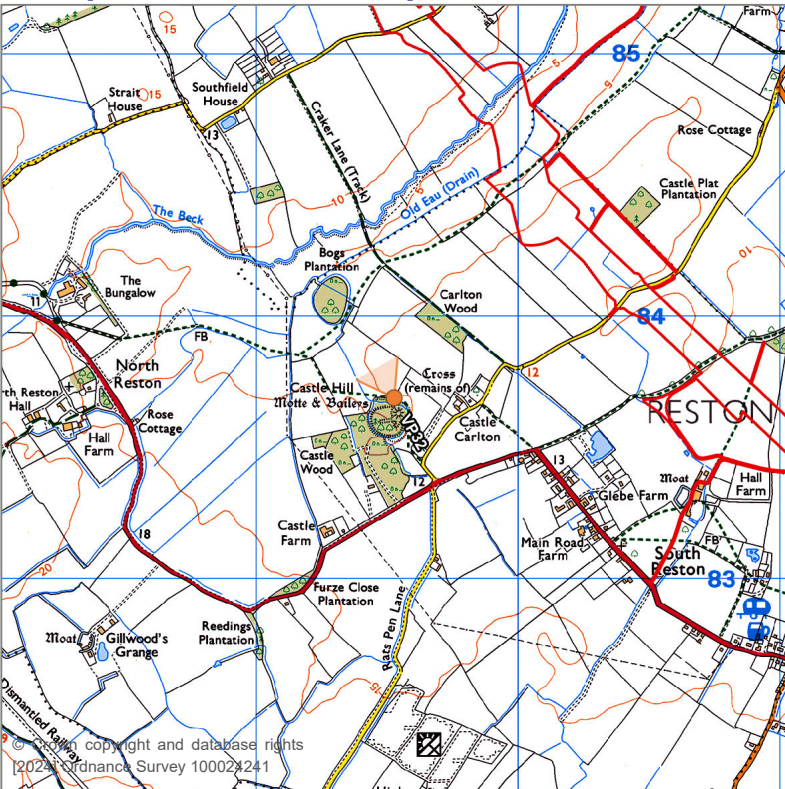 Farm
15
85
5
Southfield
House
Strait
House
15
6
13
Craker Lane (Track)
Rose Cottage
Castle Plat
Plantation
5
Old Eau (Drain)
10
The Beck
10
Bogs
Plantation
The
Bungalow
11
Carlton
Wood
84
FB
North
Reston
12
Castle Hill
Motte & Baileys
Cross
(remains of)
rth Reston
Hall
Rose
Cottage
VP32
RESTON
Castle
Carlton
Hall
Farm
Castle
Wood
13
12
Moat
Hall
Farm
Glebe Farm
18
Castle
Farm
Main Road
Farm
FB
South
Reston
20
83
Furze Close
Plantation
Rats Pen Lane
Reedings
Plantation
Moat
Gillwood's
Grange
15
Dismantled Railway
9
© Crown copyright and database rights
[2024] Ordnance Survey 100024241